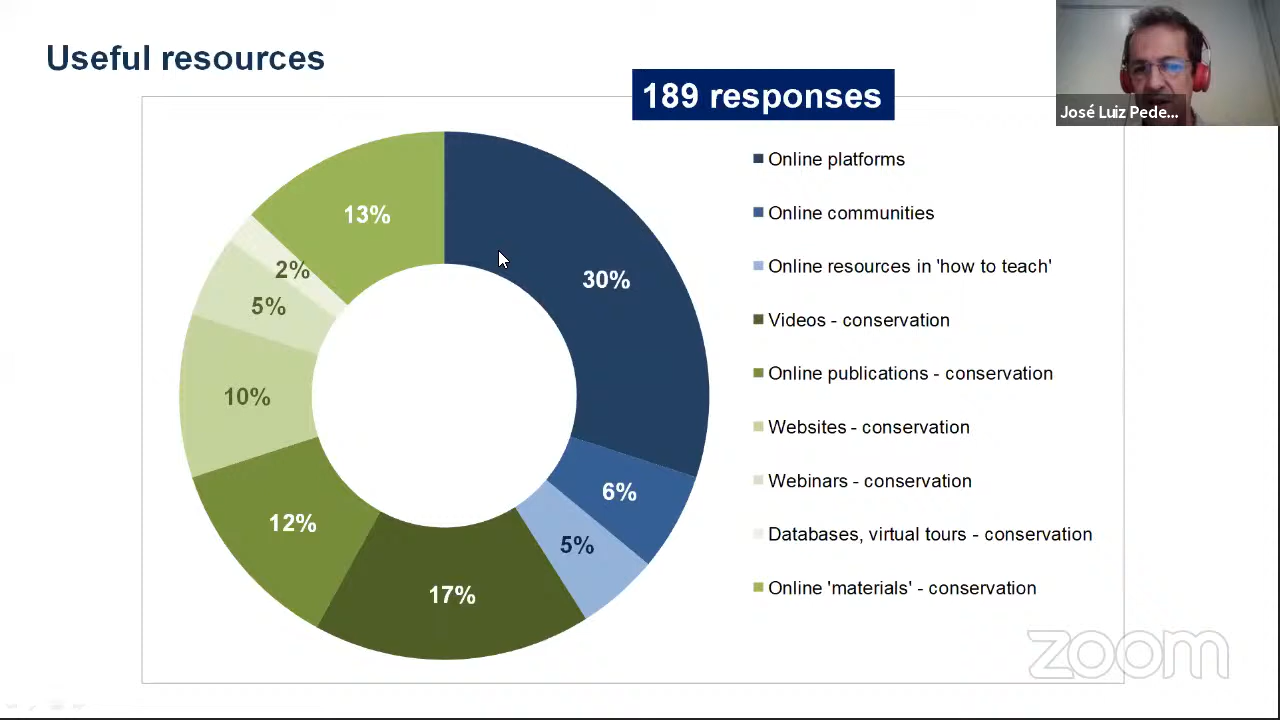 Useful resources
189 responses
José Luiz Pede...
13%
30%
2%
5%
10%
6%
12%
5%
17%
Online platforms
Online communities
Online resources in 'how to teach'
Videos - conservation
Online publications - conservation
Websites - conservation
Webinars - conservation
Databases, virtual tours - conservation
Online 'materials' - conservation
zoom